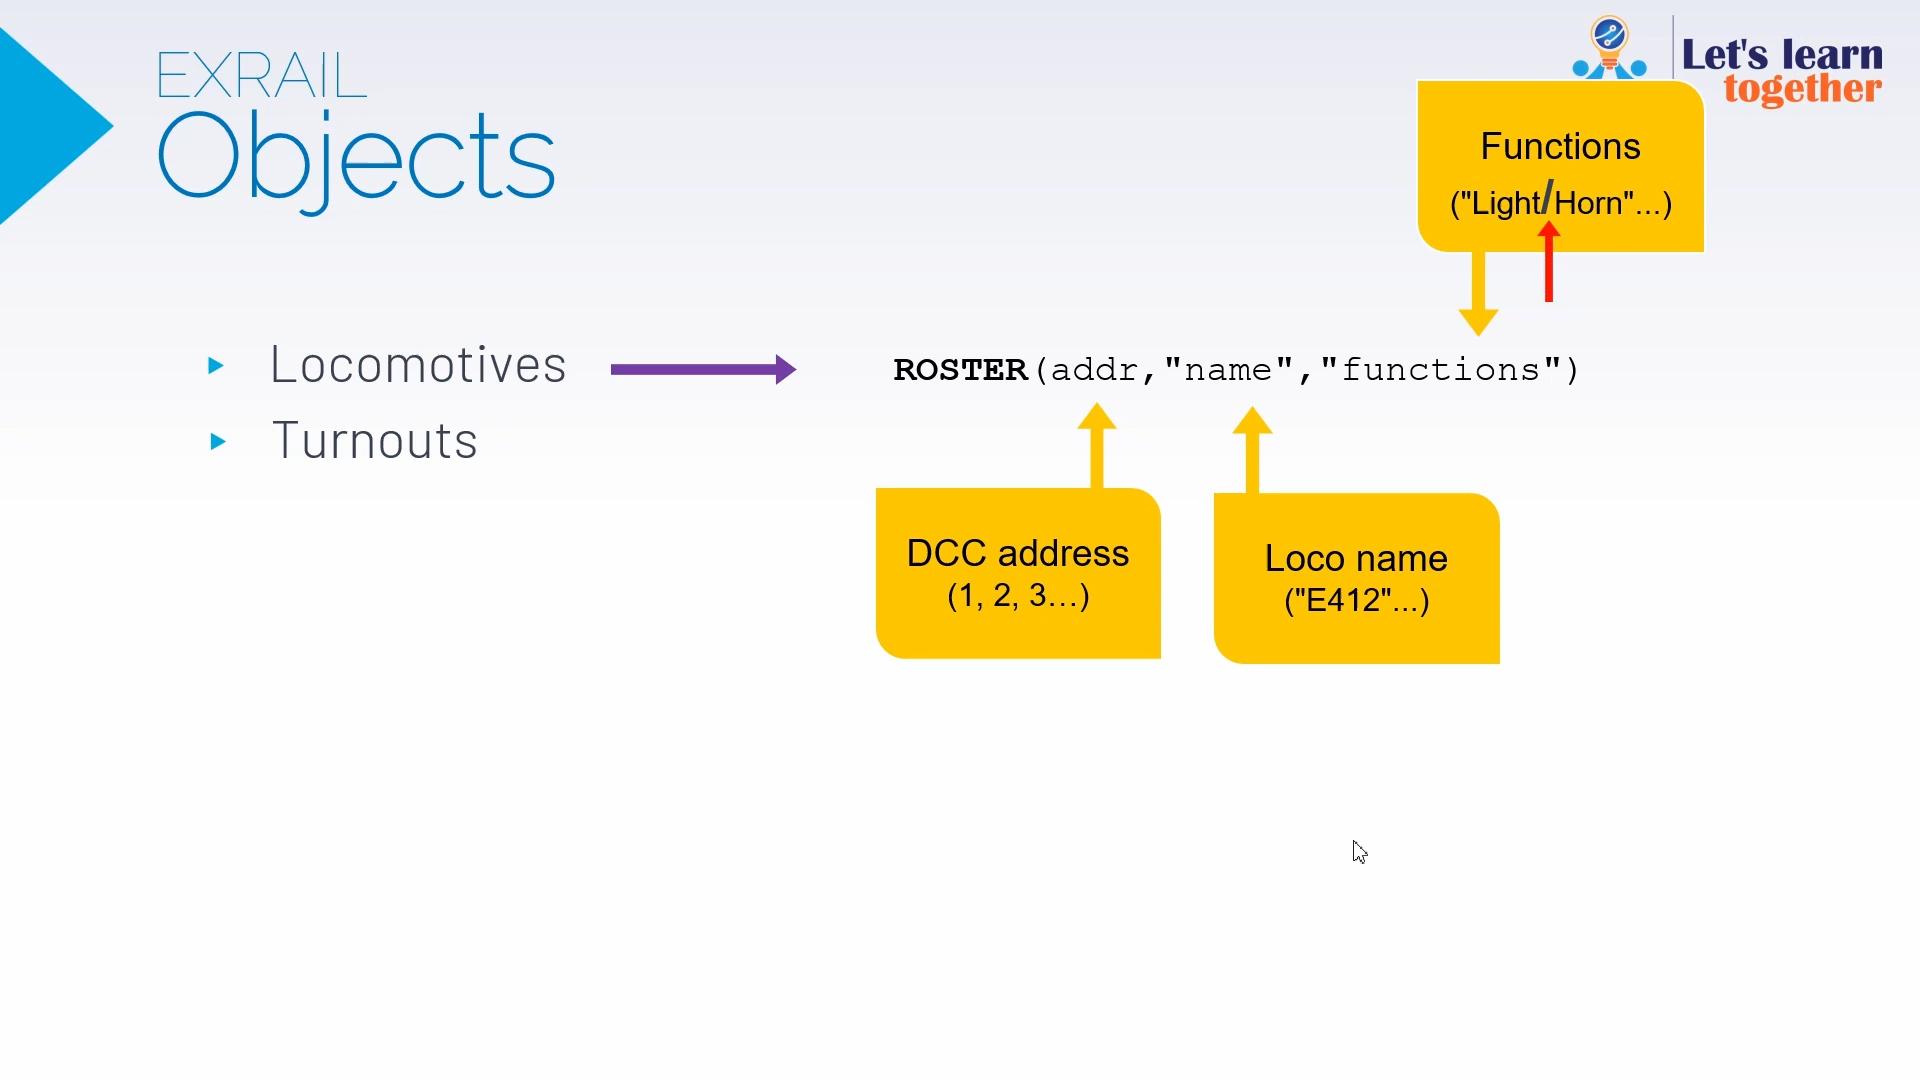 EXRAIL
Objects
Let's learn
together
Functions
("Light/Horn"...)
Locomotives
ROSTER(addr,"name","functions")
Turnouts
DCC address
(1, 2, 3...)
Loco name
("E412"...)